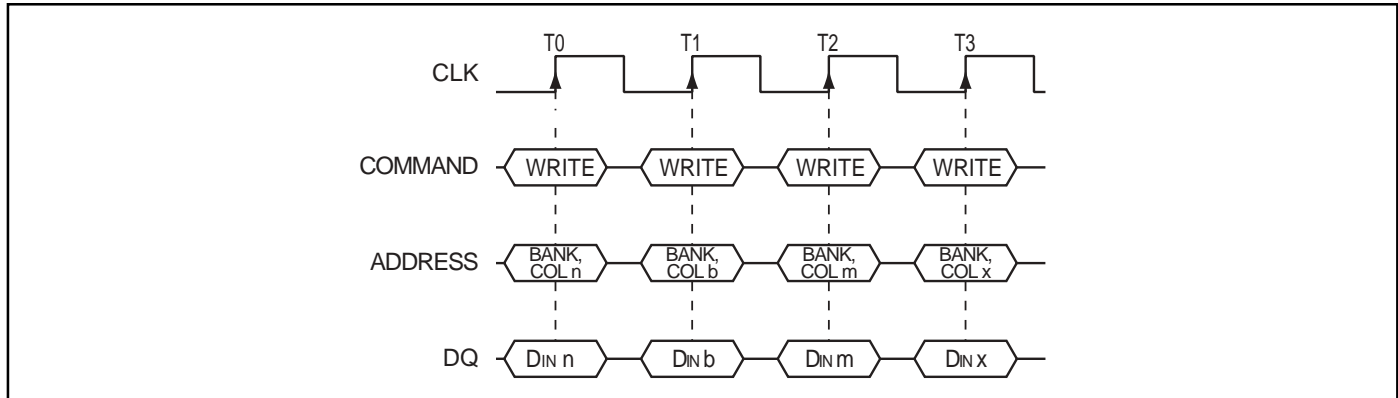 T0 T1 T2 T3
CLK
COMMAND WRITE WRITE WRITE WRITE
ADDRESS BANK, COL n BANK, COL b BANK, COL m BANK, COL x
DQ DIN n DIN b DIN m DIN x